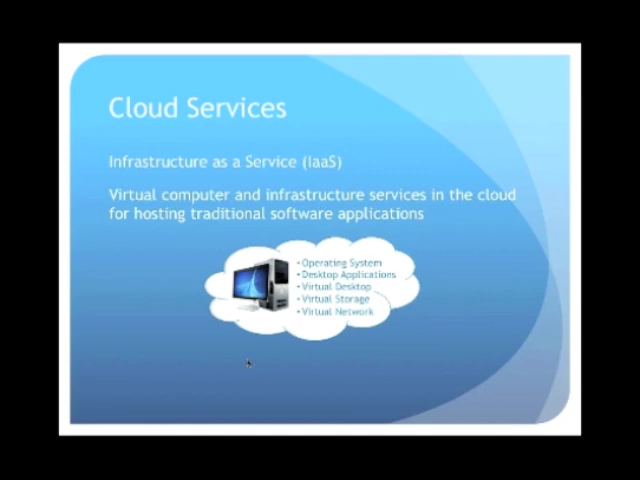 Cloud Services
Infrastructure as a Service (IaaS)
Virtual computer and infrastructure services in the cloud
for hosting traditional software applications
• Operating System
• Desktop Applications
• Virtual Desktop
• Virtual Storage
• Virtual Network